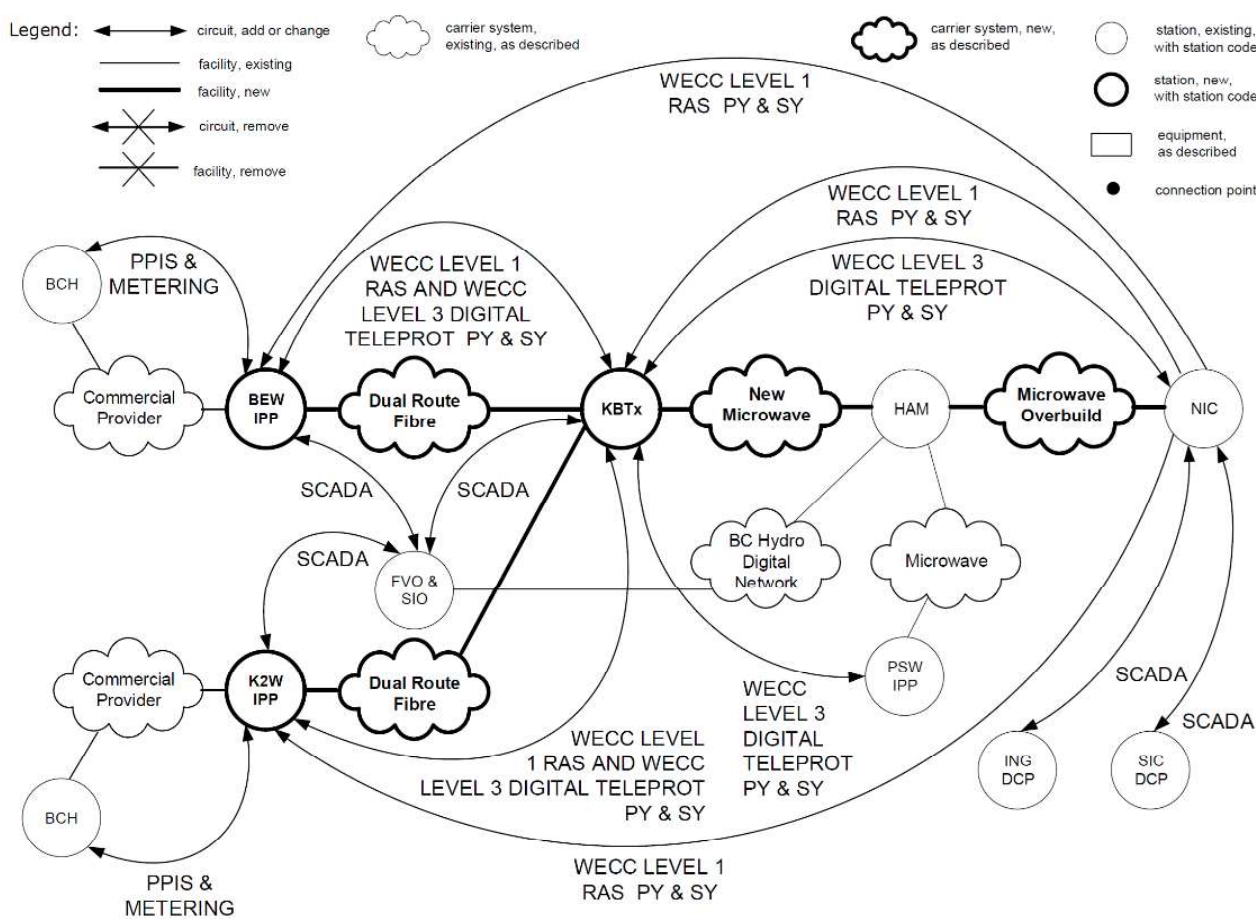 Legend:
circuit, add or change
facility, existing
facility, new
circuit, remove
facility, remove
carrier system,
existing, as described
carrier system, new,
as described
station, existing,
with station code
station, new,
with station code
equipment,
as described
connection point
WECC LEVEL 1
RAS PY & SY
WECC LEVEL 1
RAS PY & SY
WECC LEVEL 3
DIGITAL TELEPROT
PY & SY
BCH
PPIS &
METERING
WECC LEVEL 1
RAS AND WECC
LEVEL 3 DIGITAL
TELEPROT PY & SY
Commercial
Provider
BEW
IPP
Dual Route
Fibre
KBTx
New
Microwave
HAM
Microwave
Overbuild
NIC
SCADA
SCADA
SCADA
FVO &
SIO
BC Hydro
Digital
Network
Microwave
Commercial
Provider
K2W
IPP
Dual Route
Fibre
PSW
IPP
WECC
LEVEL 3
DIGITAL
TELEPROT
PY & SY
SCADA
SCADA
ING
DCP
SIC
DCP
WECC LEVEL
1 RAS AND WECC
LEVEL 3 DIGITAL TELEPROT
PY & SY
BCH
PPIS &
METERING
WECC LEVEL 1
RAS PY & SY